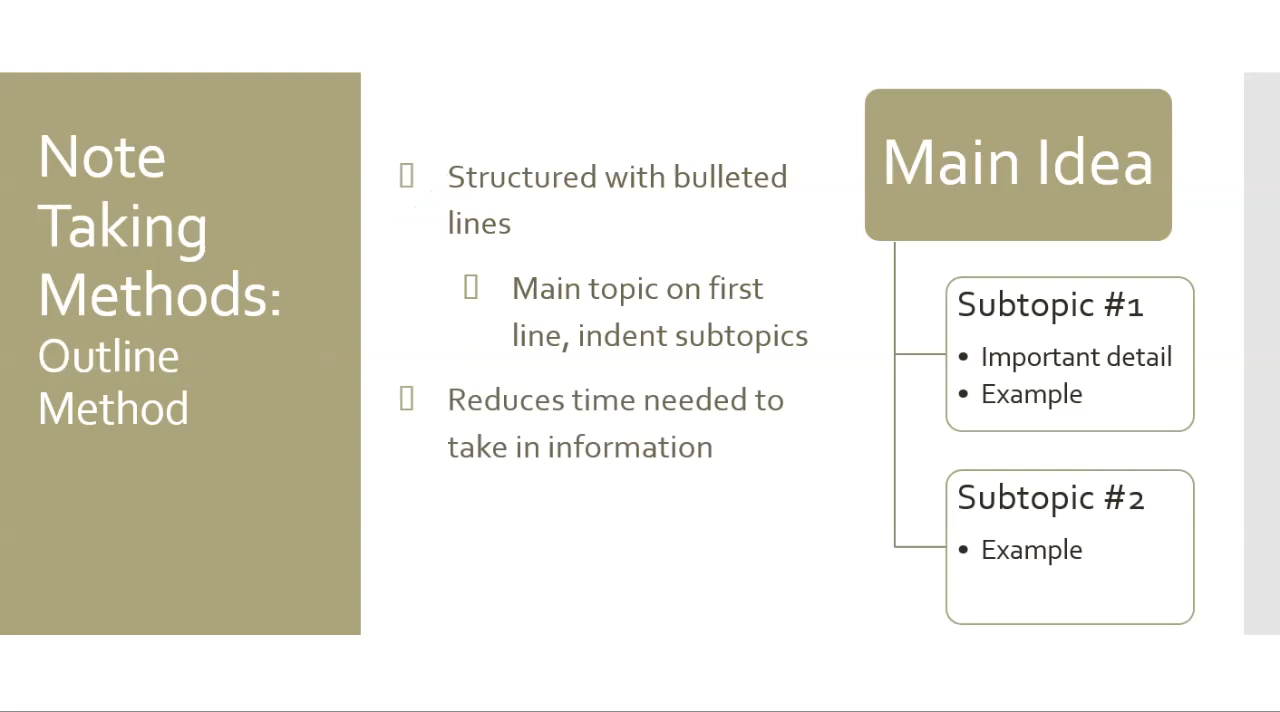 Note
Taking
Methods:
Outline
Method
Structured with bulleted
lines
Main topic on first
line, indent subtopics
Reduces time needed to
take in information
Main Idea
Subtopic #1
• Important detail
• Example
Subtopic #2
• Example